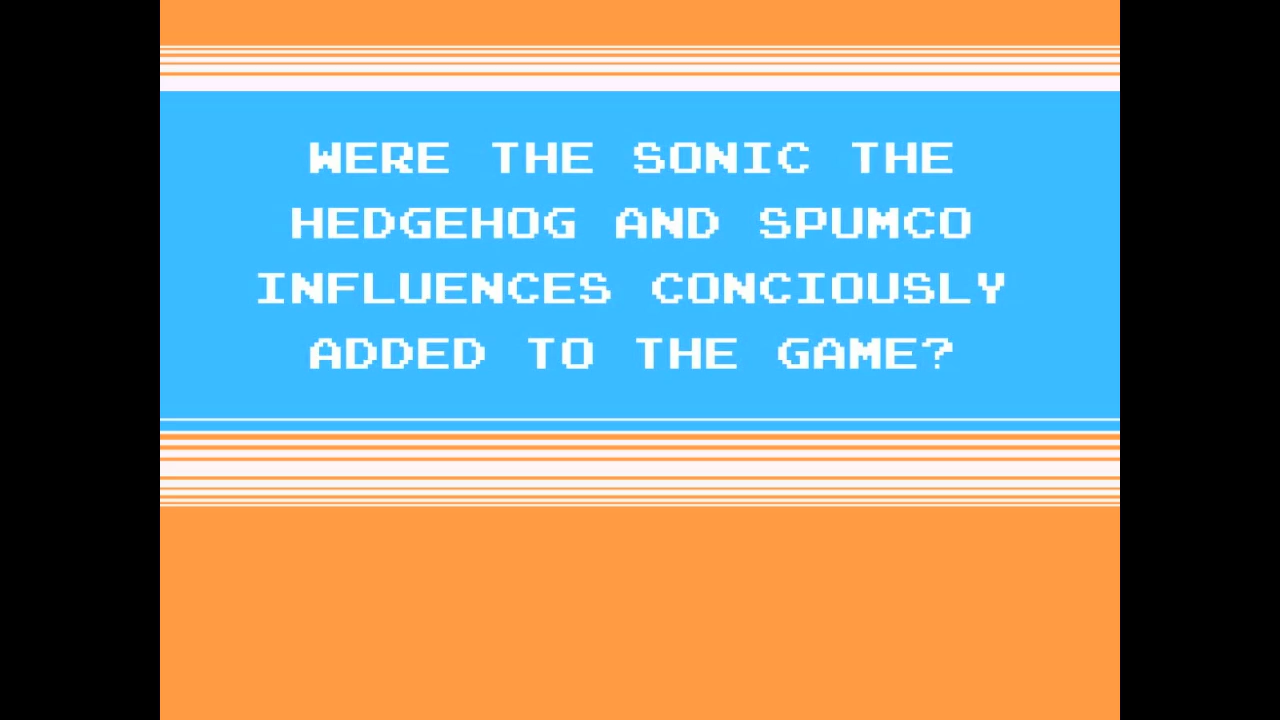 WERE THE SONIC THE
HEDGEHOG AND SPUMCO
INFLUENCES CONCIOUSLY
ADDED TO THE GAME?